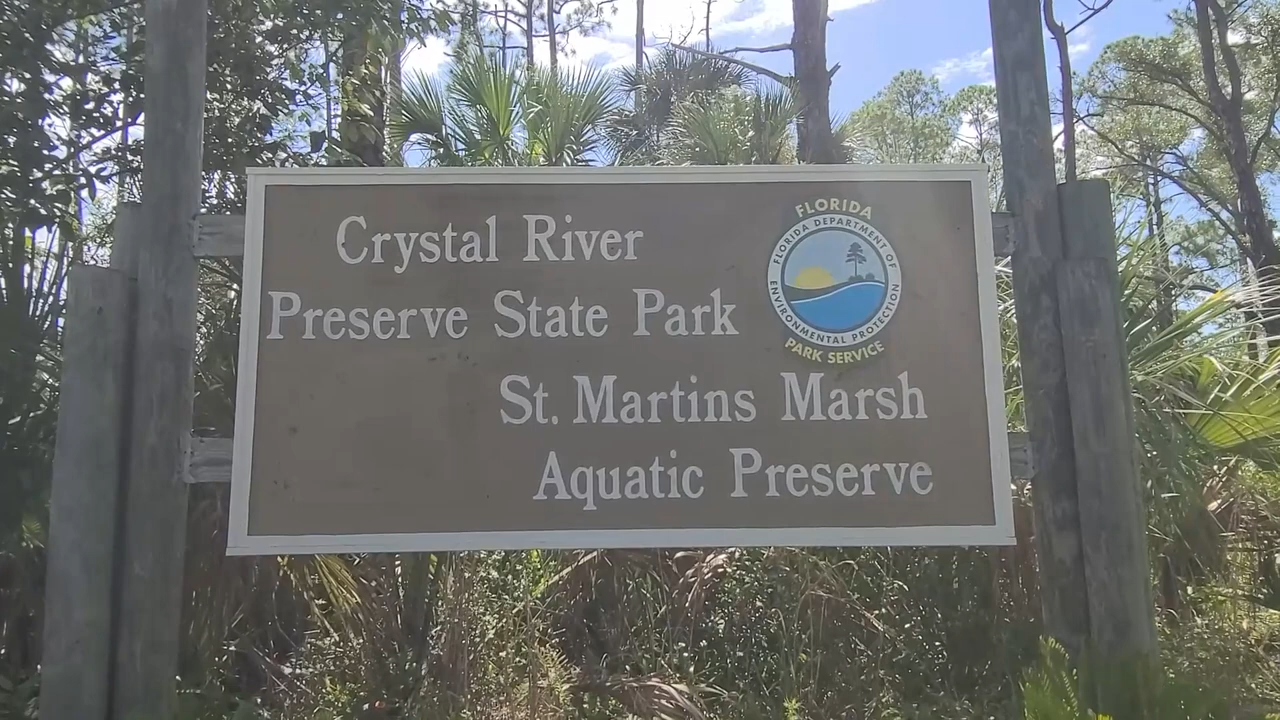 Crystal River
Preserve State Park
FLORIDA
FLORIDA DEPARTMENT OF
ENVIRONMENTAL PROTECTION
PARK SERVICE
St. Martins Marsh
Aquatic Preserve